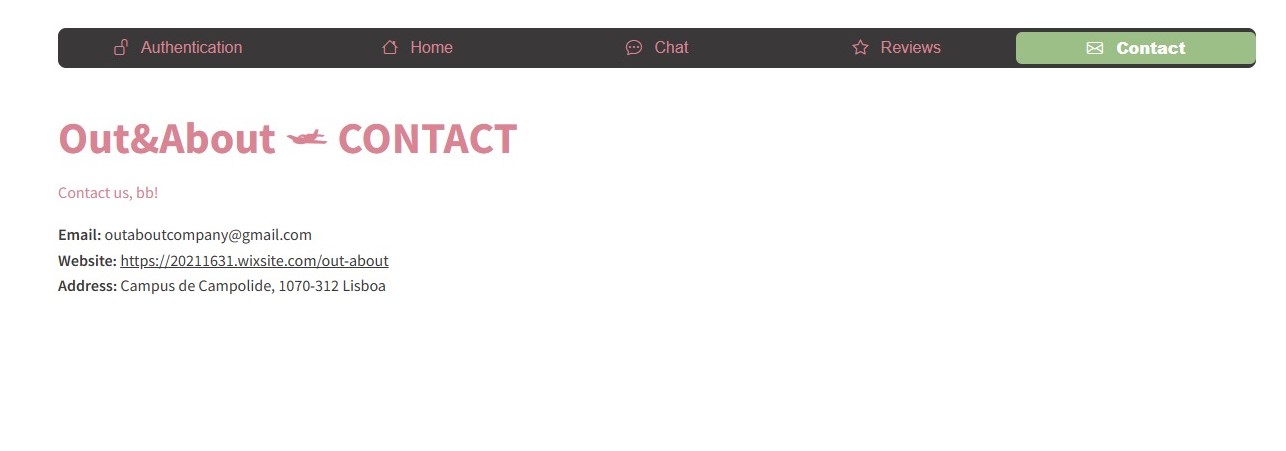 Authentication Home Chat Reviews Contact
Out&About CONTACT
Contact us, bb!
Email: outaboutcompany@gmail.com
Website: https://20211631.wixsite.com/out-about
Address: Campus de Campolide, 1070-312 Lisboa